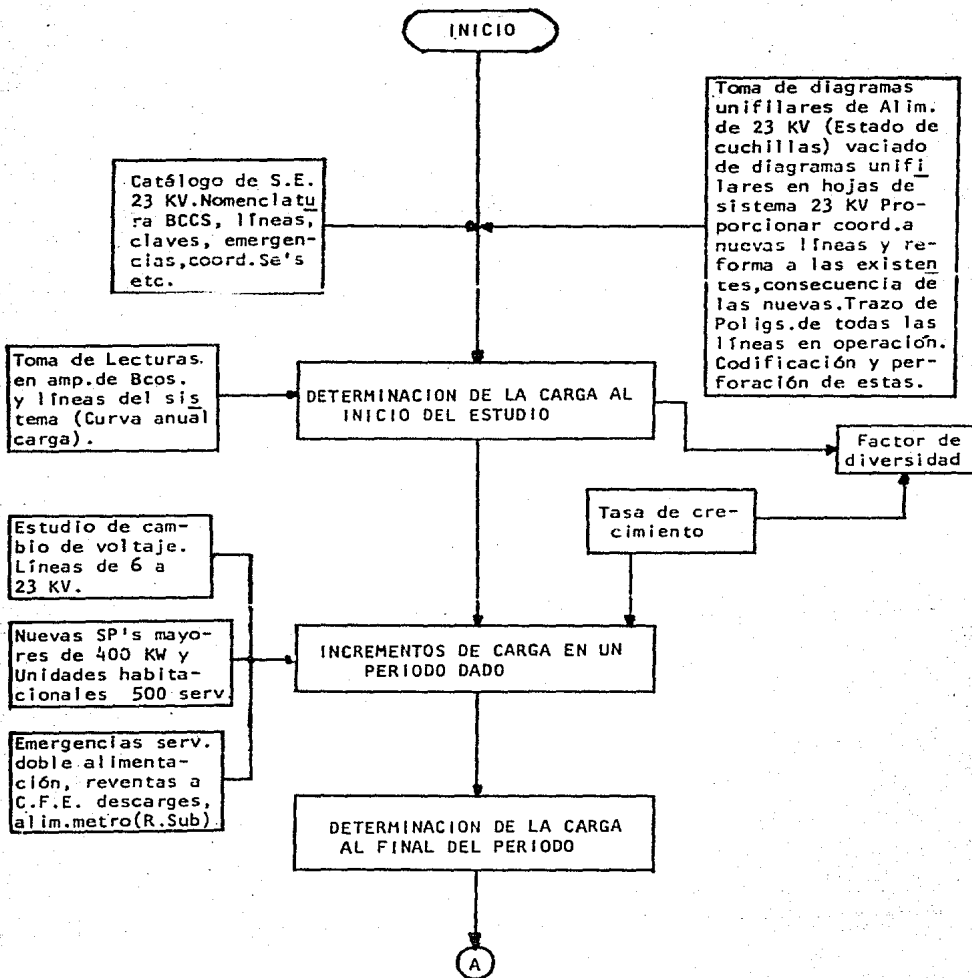 INICIO
Catálogo de S.E.
23 KV.Nomenclatu
ra BCCS, líneas,
claves, emergen-
cias,coord.Se's
etc.
Toma de diagramas
unifilares de Alim.
de 23 KV (Estado de
cuchillas) vaciado
de diagramas unifi
lares en hojas de
sistema 23 KV Pro-
porcionar coord.a
nuevas líneas y re-
forma a las existen
tes,consecuencia de
las nuevas.Trazo de
Poligs.de todas las
líneas en operación.
Codificación y per-
foración de estas.
Toma de Lecturas.
en amp.de Bcos.
y líneas del sis
tema (Curva anual
carga).
DETERMINACION DE LA CARGA AL
INICIO DEL ESTUDIO
Factor de
diversidad
Tasa de cre-
cimiento
Estudio de cam-
bio de voltaje.
Líneas de 6 a
23 KV.
Nuevas SP's mayo-
res de 400 KW y
Unidades habita-
cionales 500 serv.
INCREMENTOS DE CARGA EN UN
PERIODO DADO
Emergencias serv.
doble alimenta-
ción, reventas a
C.F.E. descarges,
alim.metro(R.Sub)
DETERMINACION DE LA CARGA
AL FINAL DEL PERIODO
A